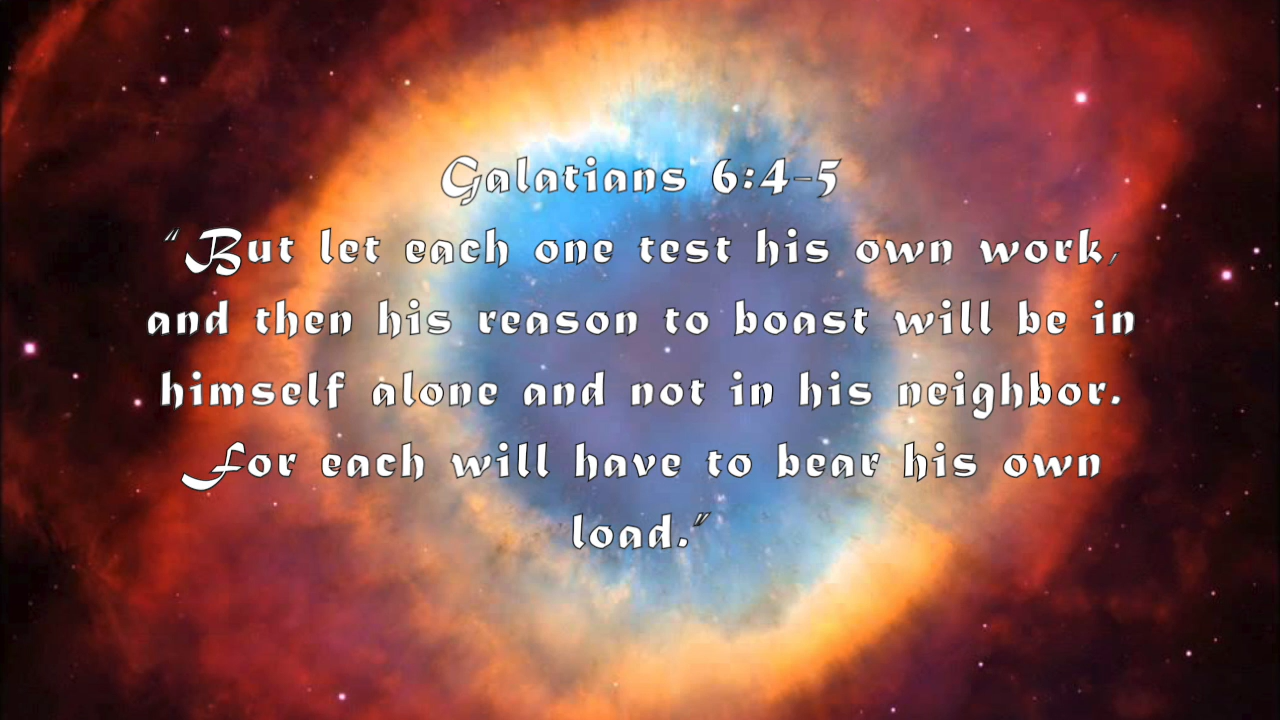 Galatians 6:4-5
"But let each one test his own work,
and then his reason to boast will be in
himself alone and not in his neighbor.
For each will have to bear his own
load."